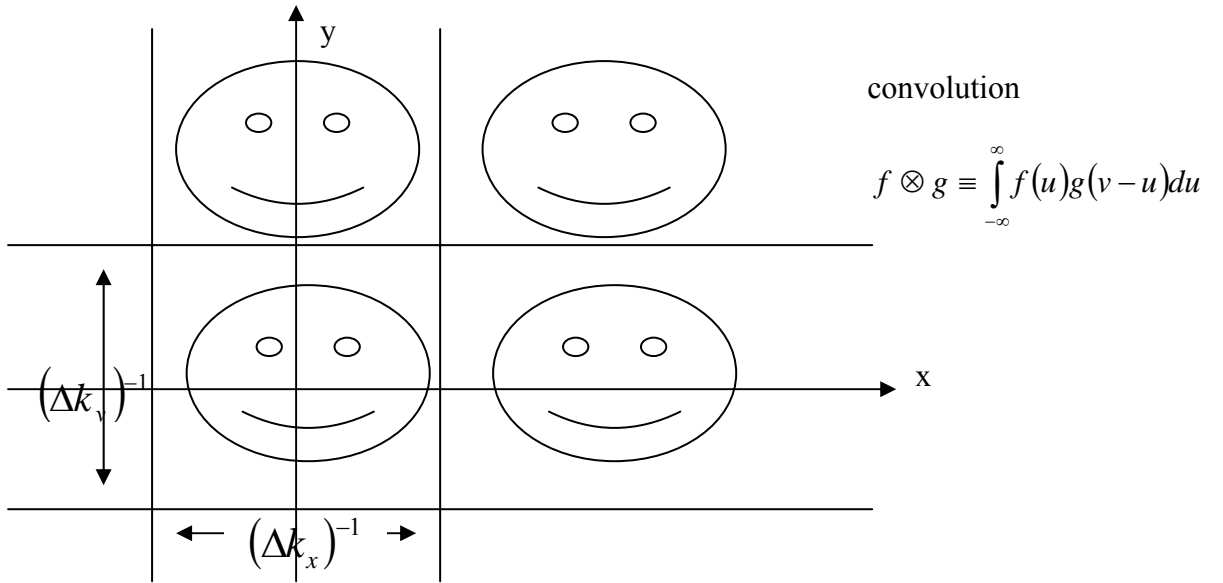 y
convolution
f ⊗ g ≡ ∫_{-∞}^{∞} f(u)g(v − u)du
x
(Δk_y)^{-1}
(Δk_x)^{-1}